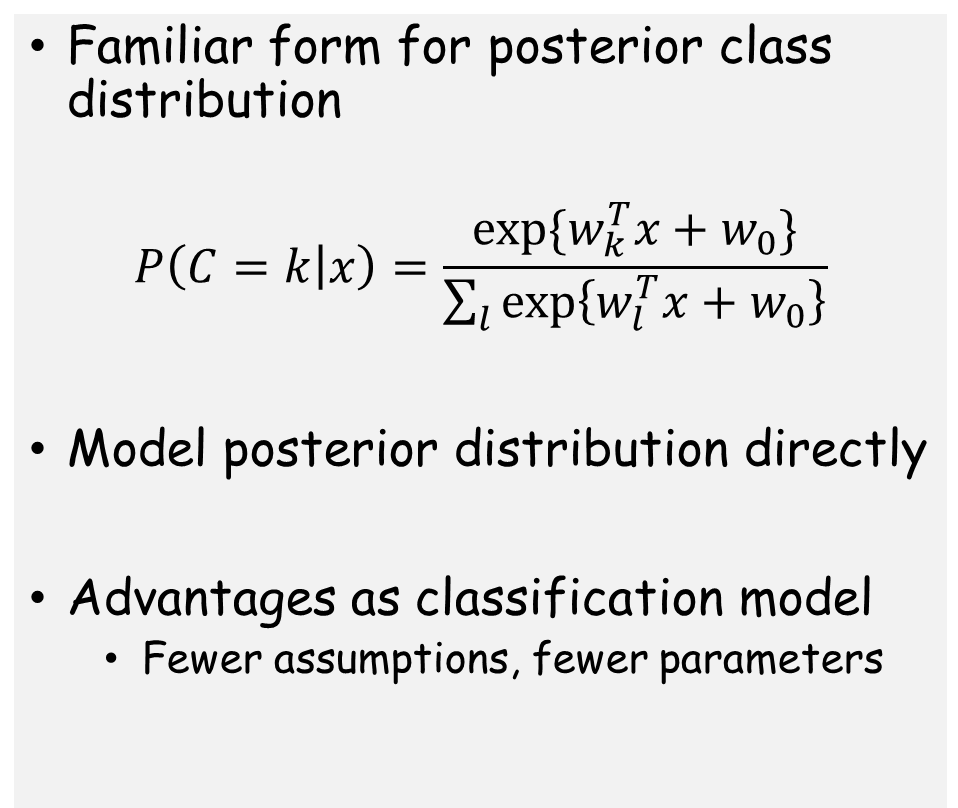 • Familiar form for posterior class
distribution
P(C = k|x) = \frac{exp\{w_k^T x + w_0\}}{\sum_l exp\{w_l^T x + w_0\}}
• Model posterior distribution directly
• Advantages as classification model
• Fewer assumptions, fewer parameters